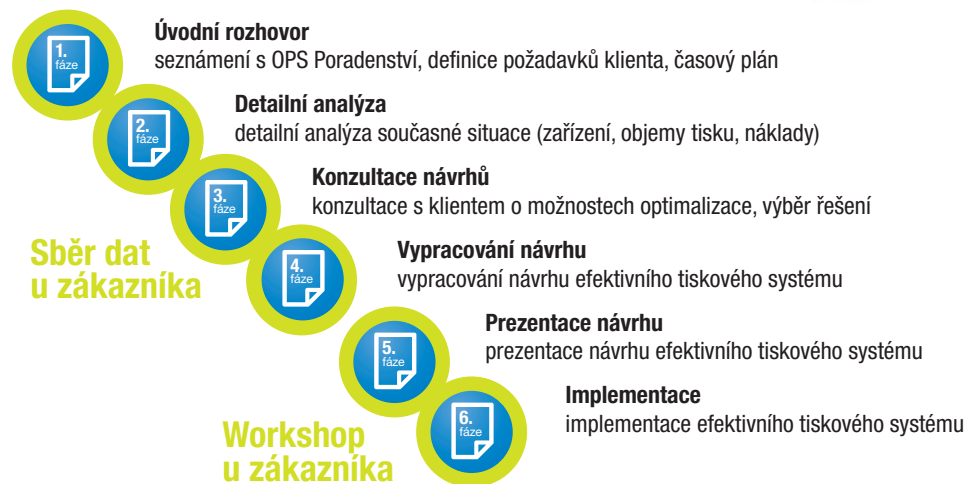 1.
fáze
Úvodní rozhovor
seznámení s OPS Poradenství, definice požadavků klienta, časový plán
2.
fáze
Detailní analýza
detailní analýza současné situace (zařízení, objemy tisku, náklady)
3.
fáze
Konzultace návrhů
konzultace s klientem o možnostech optimalizace, výběr řešení
Sběr dat
u zákazníka
4.
fáze
Vypracování návrhu
vypracování návrhu efektivního tiskového systému
5.
fáze
Prezentace návrhu
prezentace návrhu efektivního tiskového systému
6.
fáze
Implementace
implementace efektivního tiskového systému
Workshop
u zákazníka